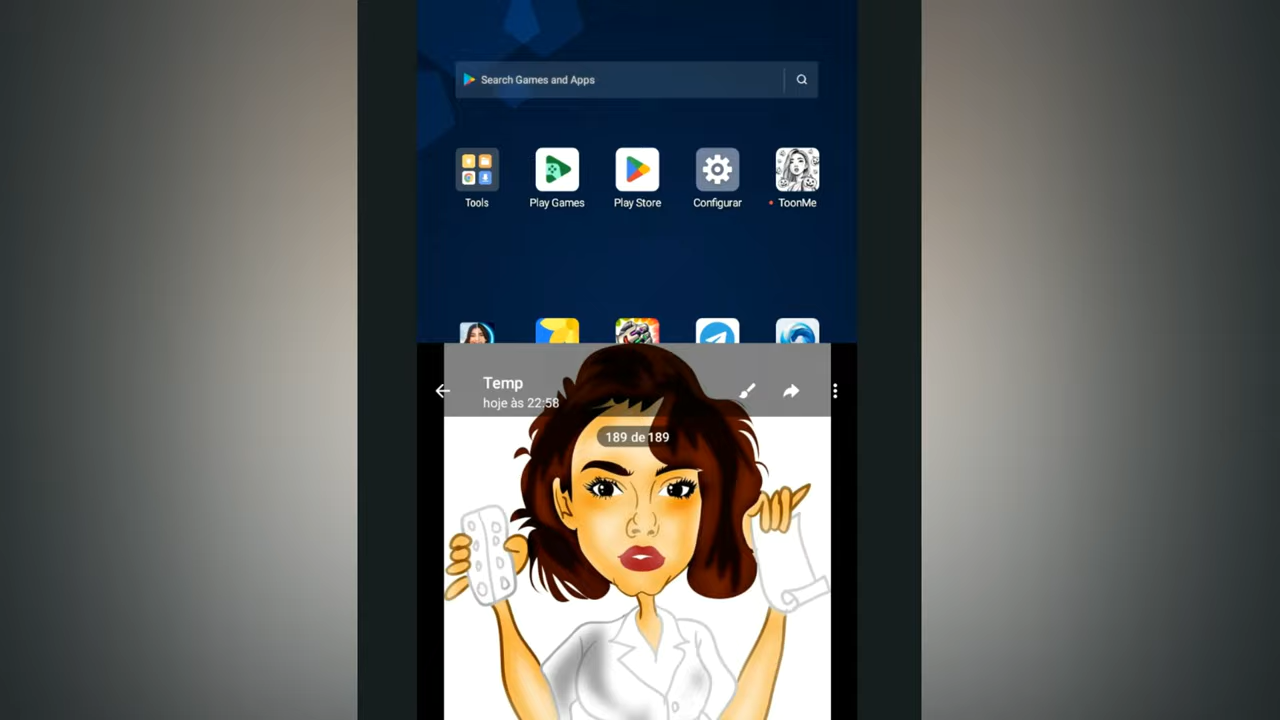 Search Games and Apps
Tools
Play Games
Play Store
Configurar
ToonMe
Temp
hoje às 22:58
189 de 189